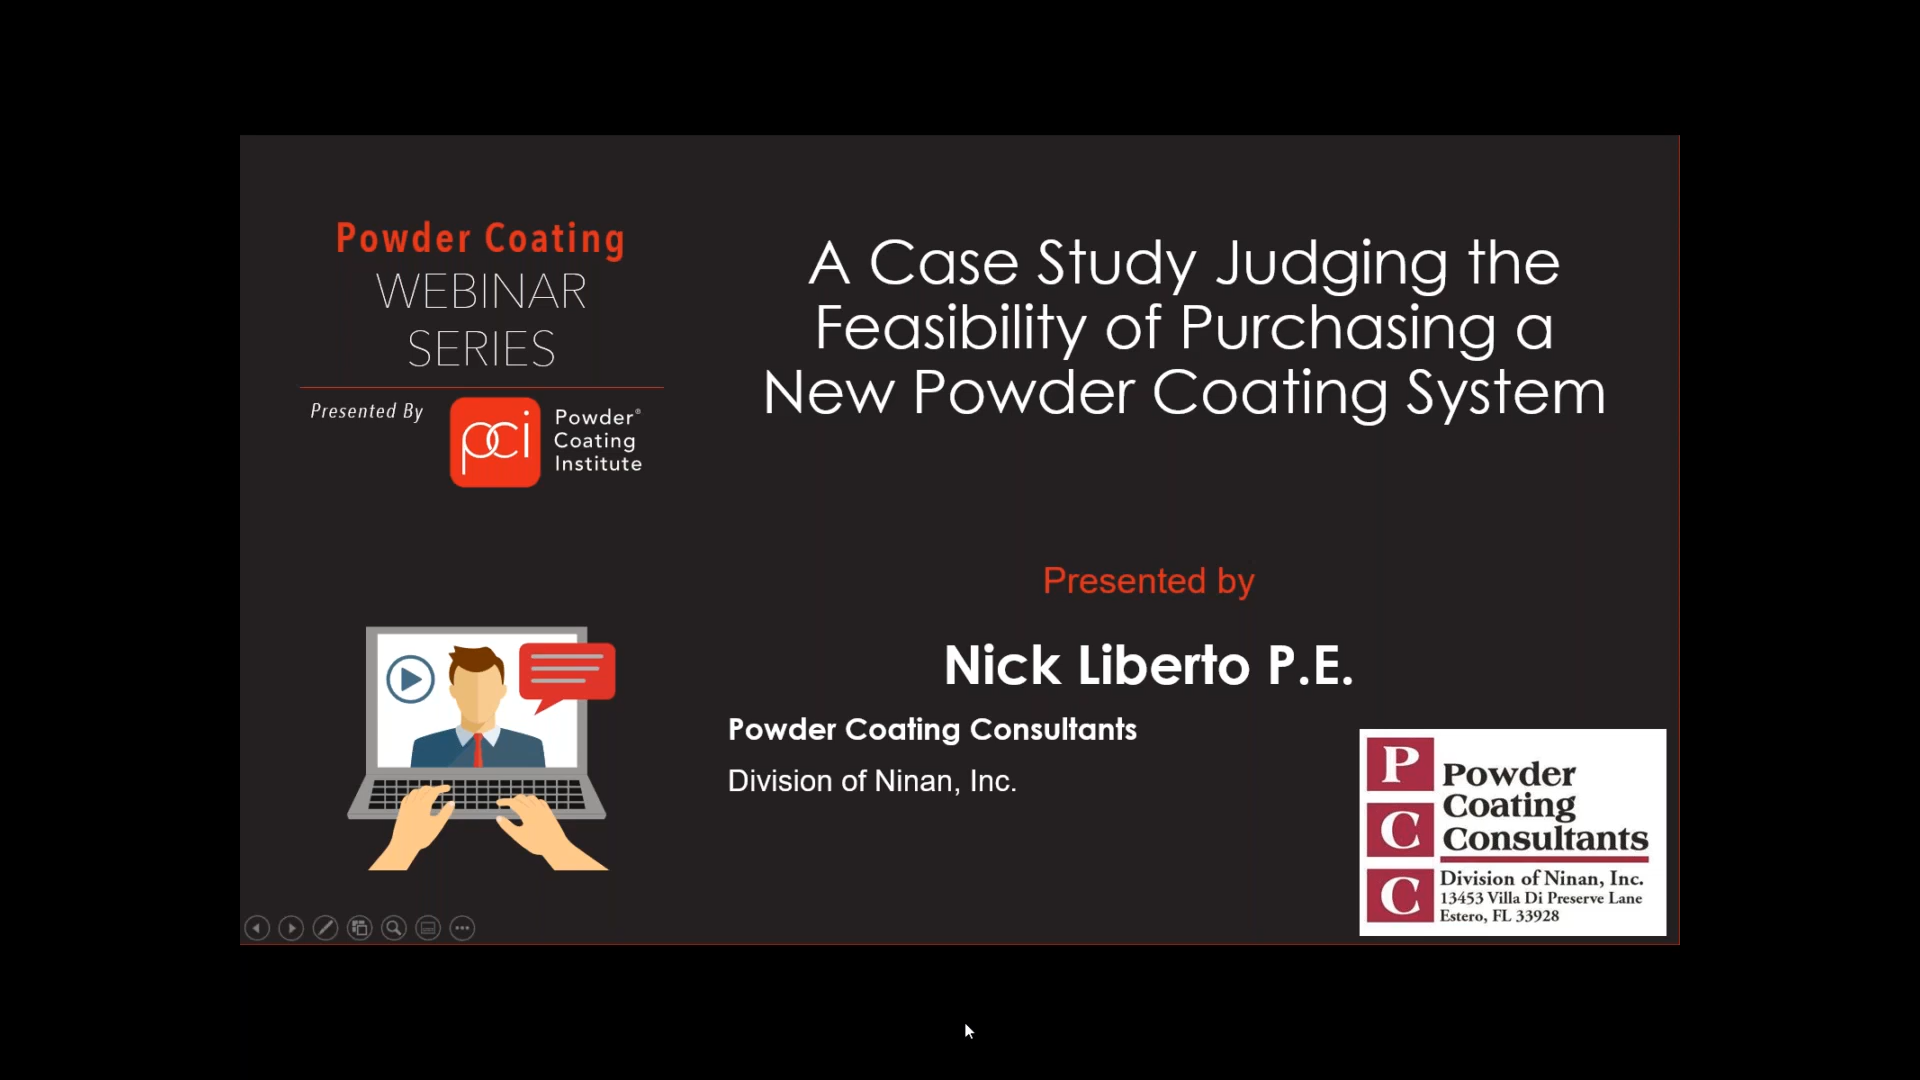 Powder Coating
WEBINAR
SERIES
Presented By
pci
Powder®
Coating
Institute
A Case Study Judging the
Feasibility of Purchasing a
New Powder Coating System
Presented by
Nick Liberto P.E.
Powder Coating Consultants
Division of Ninan, Inc.
P
C
C
Powder
Coating
Consultants
Division of Ninan, Inc.
13453 Villa Di Preserve Lane
Estero, FL 33928